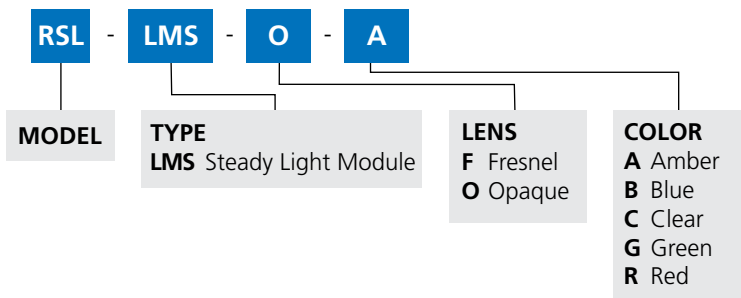 RSL - LMS - O - A
MODEL
TYPE
LMS Steady Light Module
LENS
F Fresnel
O Opaque
COLOR
A Amber
B Blue
C Clear
G Green
R Red